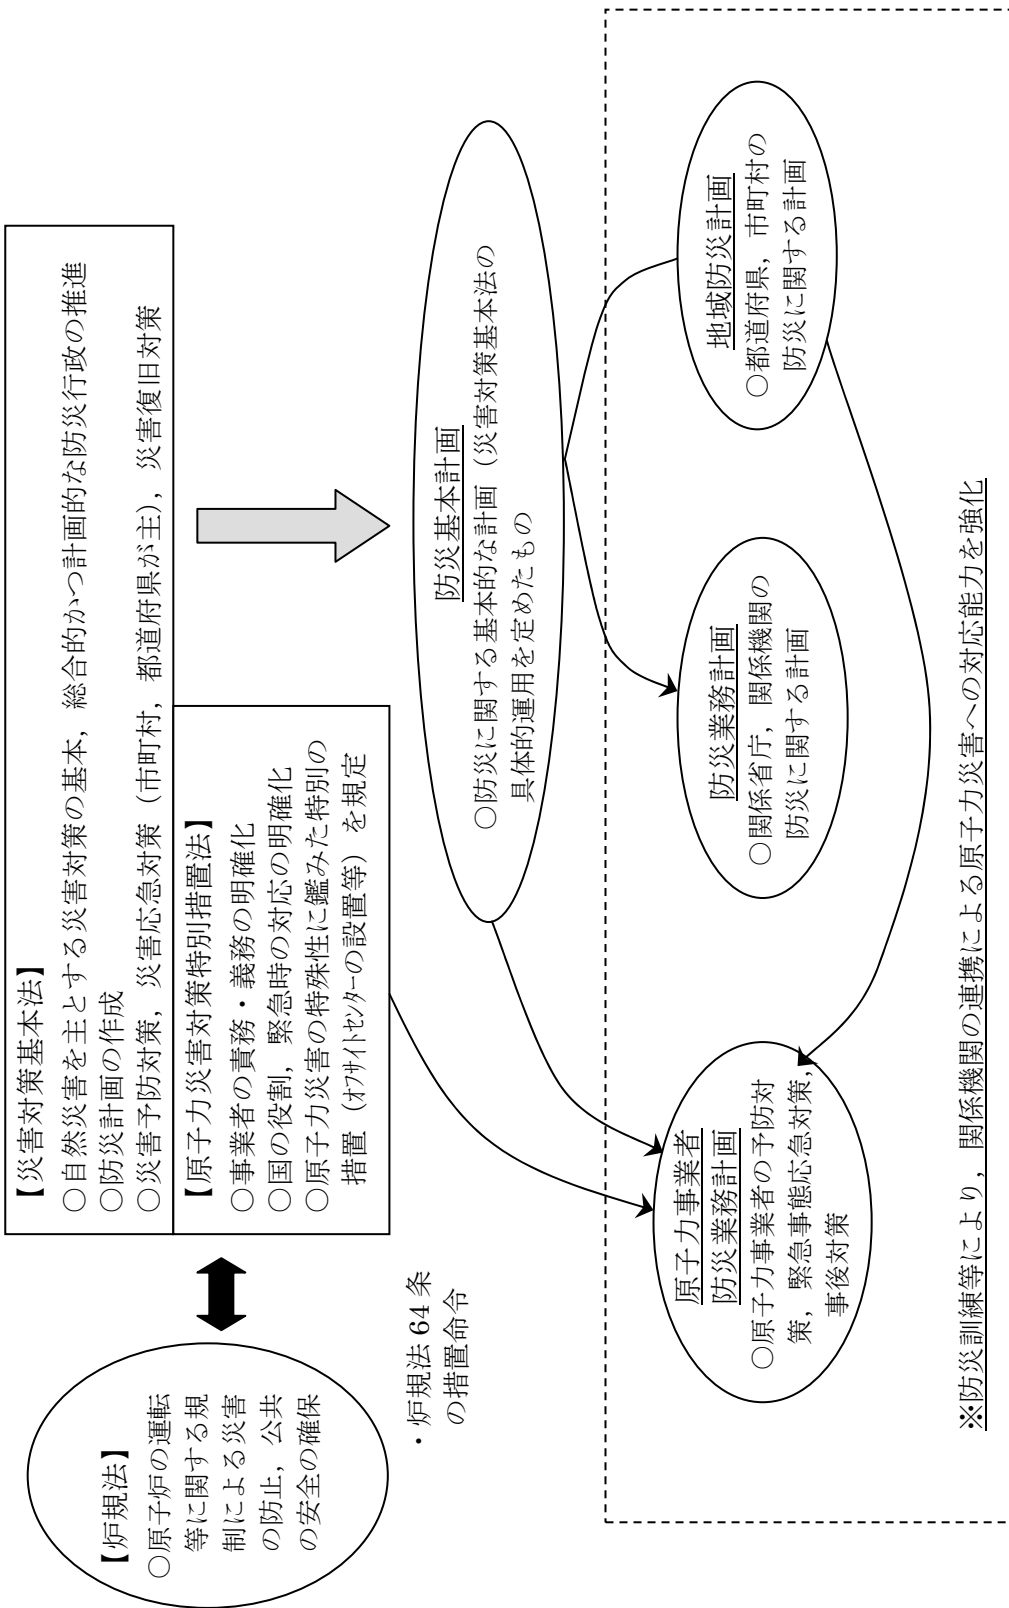 【災害対策基本法】
○自然災害を主とする災害対策の基本，総合的かつ計画的な防災行政の推進
○防災計画の作成
○災害予防対策，災害応急対策（市町村，都道府県が主），災害復旧対策
【原子力災害対策特別措置法】
○事業者の責務・義務の明確化
○国の役割，緊急時の対応の明確化
○原子力災害の特殊性に鑑みた特別の
措置（ｵﾌｻｲﾄｾﾝﾀｰの設置等）を規定
【炉規法】
○原子炉の運転
等に関する規
制による災害
の防止，公共
の安全の確保
・炉規法 64 条
の措置命令
防災基本計画
○防災に関する基本的な計画（災害対策基本法の
具体的運用を定めたもの
原子力事業者
防災業務計画
○原子力事業者の予防対
策，緊急事態応急対策，
事後対策
防災業務計画
○関係省庁，関係機関の
防災に関する計画
地域防災計画
○都道府県，市町村の
防災に関する計画
※防災訓練等により，関係機関の連携による原子力災害への対応能力を強化